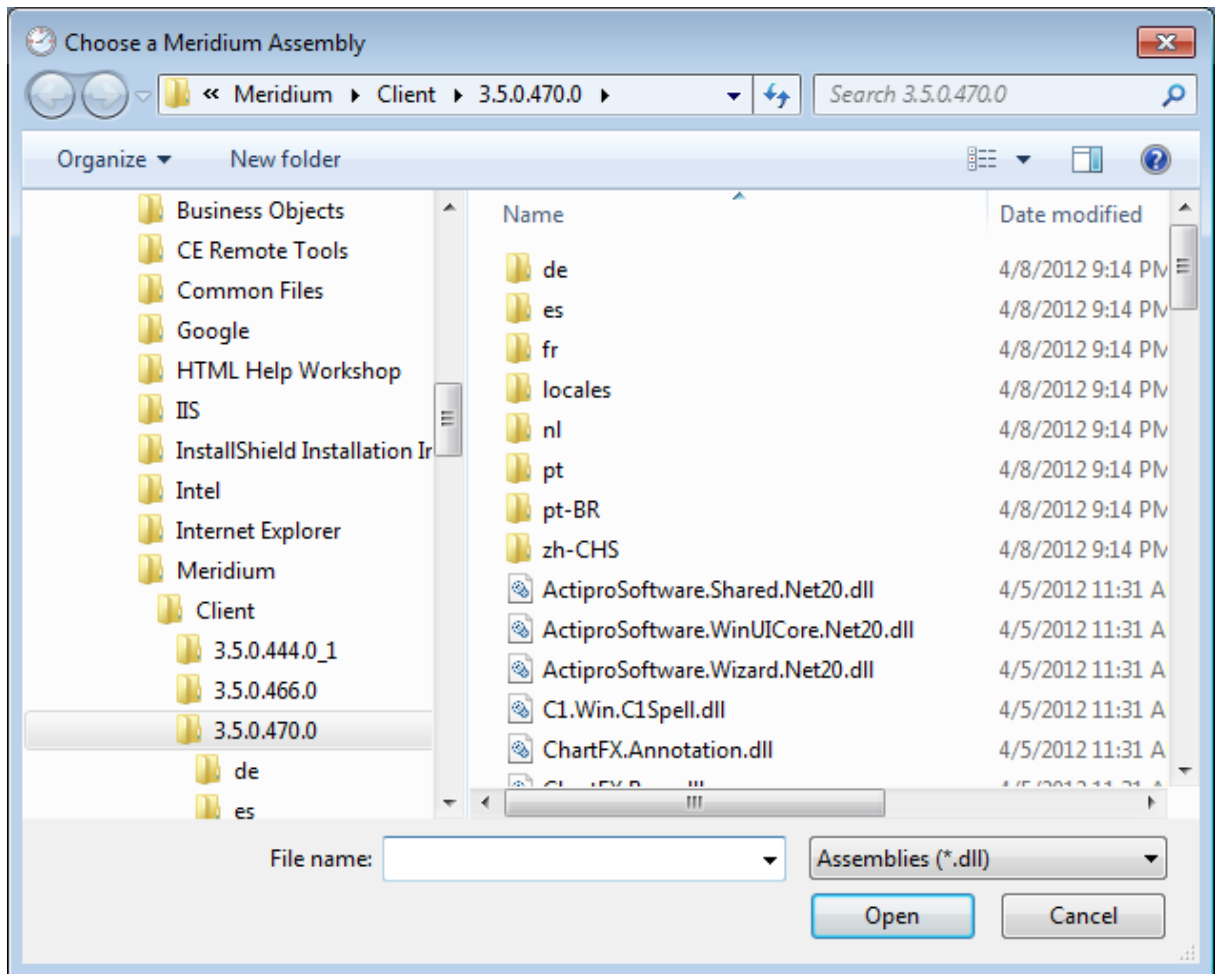 Choose a Meridium Assembly
« Meridium Client 3.5.0.470.0 Search 3.5.0.470.0
Organize New folder
Business Objects
CE Remote Tools
Common Files
Google
HTML Help Workshop
IIS
InstallShield Installation Ir
Intel
Internet Explorer
Meridium
Client
3.5.0.444.0_1
3.5.0.466.0
3.5.0.470.0
de
es
Name Date modified
de 4/8/2012 9:14 PM
es 4/8/2012 9:14 PM
fr 4/8/2012 9:14 PM
locales 4/8/2012 9:14 PM
nl 4/8/2012 9:14 PM
pt 4/8/2012 9:14 PM
pt-BR 4/8/2012 9:14 PM
zh-CHS 4/8/2012 9:14 PM
ActiproSoftware.Shared.Net20.dll 4/5/2012 11:31 A
ActiproSoftware.WinUICore.Net20.dll 4/5/2012 11:31 A
ActiproSoftware.Wizard.Net20.dll 4/5/2012 11:31 A
C1.Win.C1Spell.dll 4/5/2012 11:31 A
ChartFX.Annotation.dll 4/5/2012 11:31 A
File name: Assemblies (*.dll)
Open Cancel